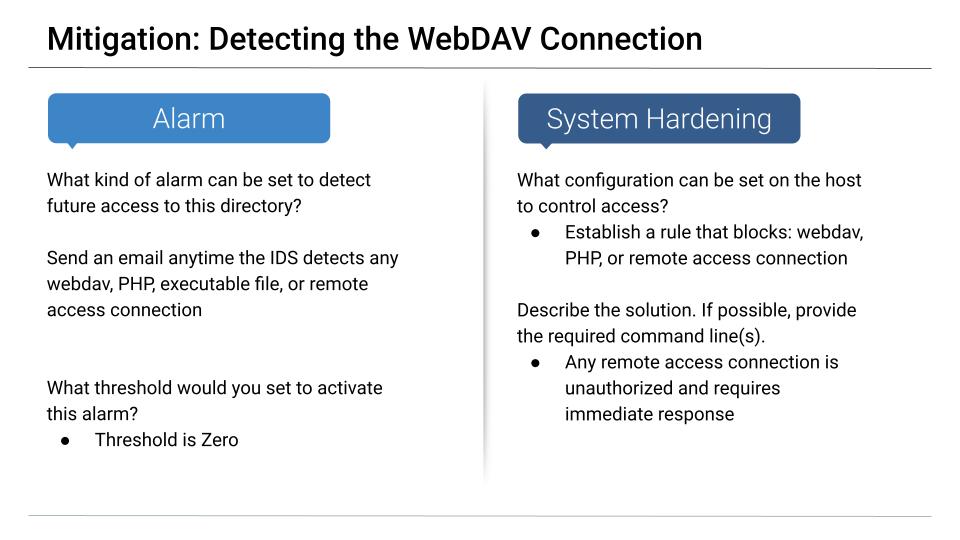 Mitigation: Detecting the WebDAV Connection
Alarm
What kind of alarm can be set to detect
future access to this directory?
Send an email anytime the IDS detects any
webdav, PHP, executable file, or remote
access connection
What threshold would you set to activate
this alarm?
● Threshold is Zero
System Hardening
What configuration can be set on the host
to control access?
● Establish a rule that blocks: webdav,
PHP, or remote access connection
Describe the solution. If possible, provide
the required command line(s).
● Any remote access connection is
unauthorized and requires
immediate response